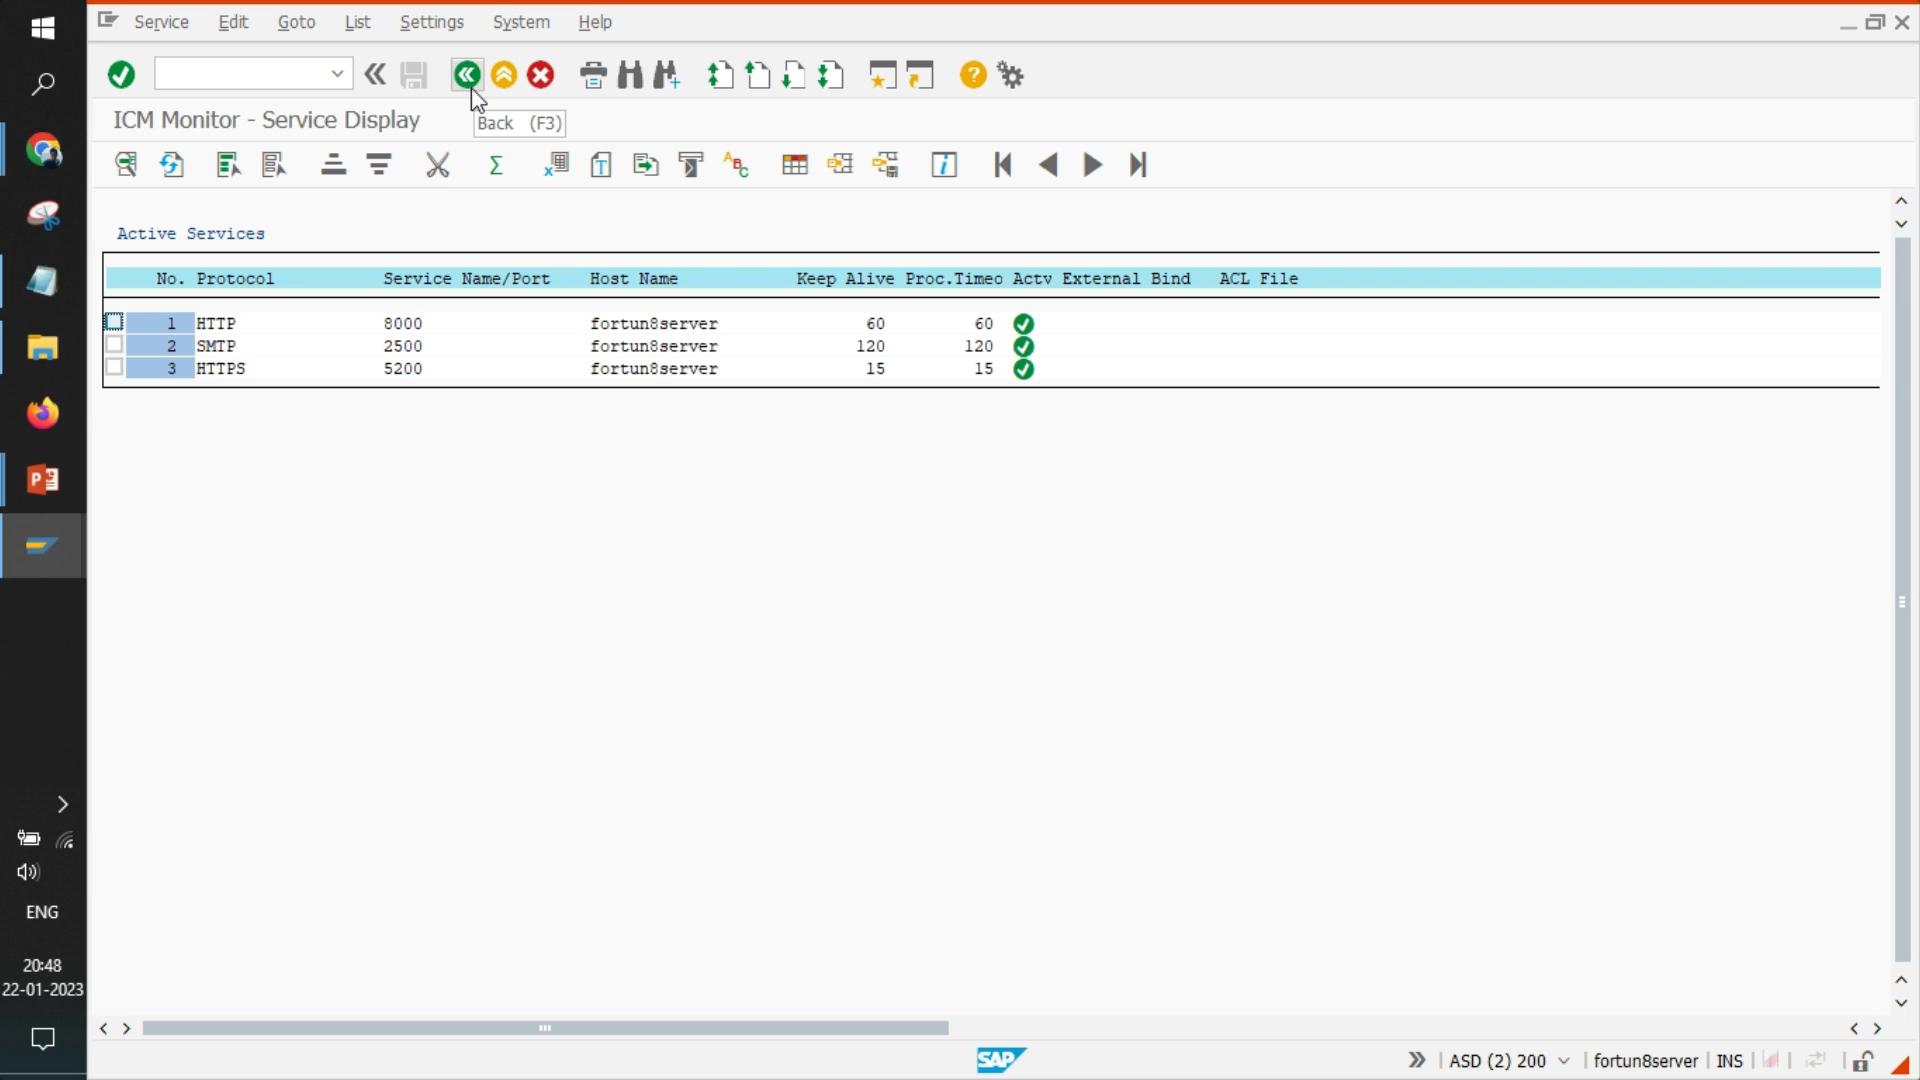 Service Edit Goto List Settings System Help
ICM Monitor - Service Display
Back (F3)
Active Services
No. Protocol Service Name/Port Host Name Keep Alive Proc.Timeo Actv External Bind ACL File
1 HTTP 8000 fortun8server 60 60
2 SMTP 2500 fortun8server 120 120
3 HTTPS 5200 fortun8server 15 15
ENG
20:48
22-01-2023
SAP
ASD (2) 200 fortun8server INS